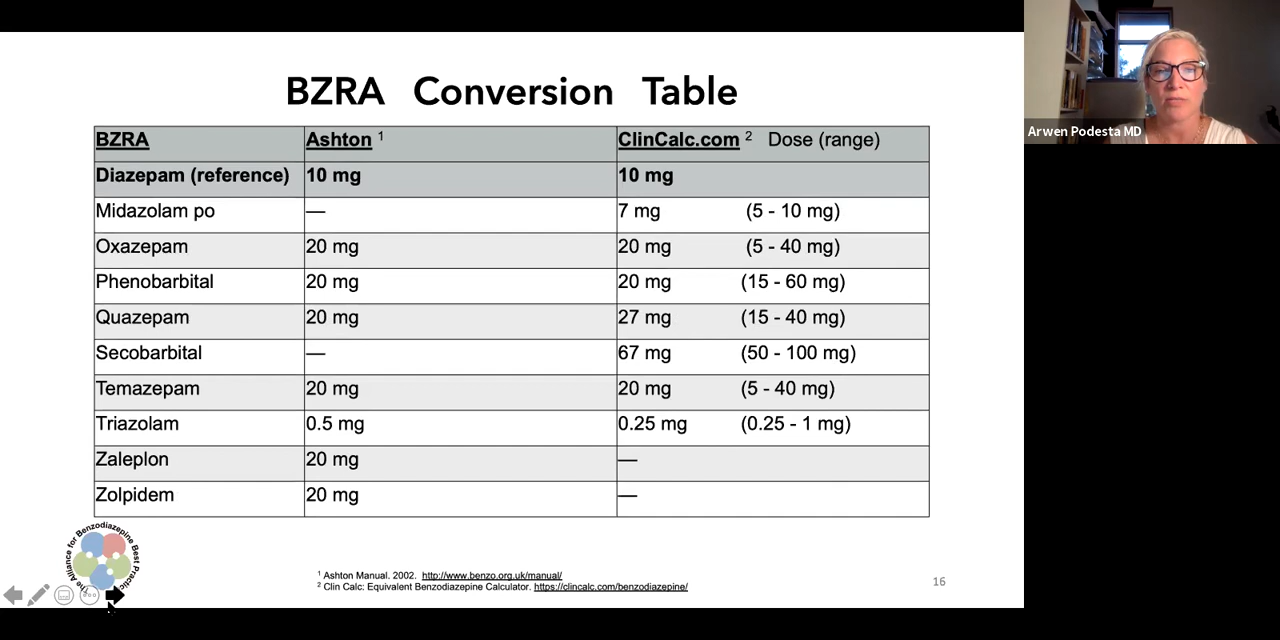 BZRA Conversion Table
BZRA Ashton 1 ClinCalc.com 2 Dose (range)
Diazepam (reference) 10 mg 10 mg
Midazolam po — 7 mg (5 - 10 mg)
Oxazepam 20 mg 20 mg (5 - 40 mg)
Phenobarbital 20 mg 20 mg (15 - 60 mg)
Quazepam 20 mg 27 mg (15 - 40 mg)
Secobarbital — 67 mg (50 - 100 mg)
Temazepam 20 mg 20 mg (5 - 40 mg)
Triazolam 0.5 mg 0.25 mg (0.25 - 1 mg)
Zaleplon 20 mg —
Zolpidem 20 mg —
The Alliance for Benzodiazepine Best
1 Ashton Manual. 2002. http://www.benzo.org.uk/manual/
2 Clin Calc: Equivalent Benzodiazepine Calculator. https://clincalc.com/benzodiazepine/
16
Arwen Podesta MD